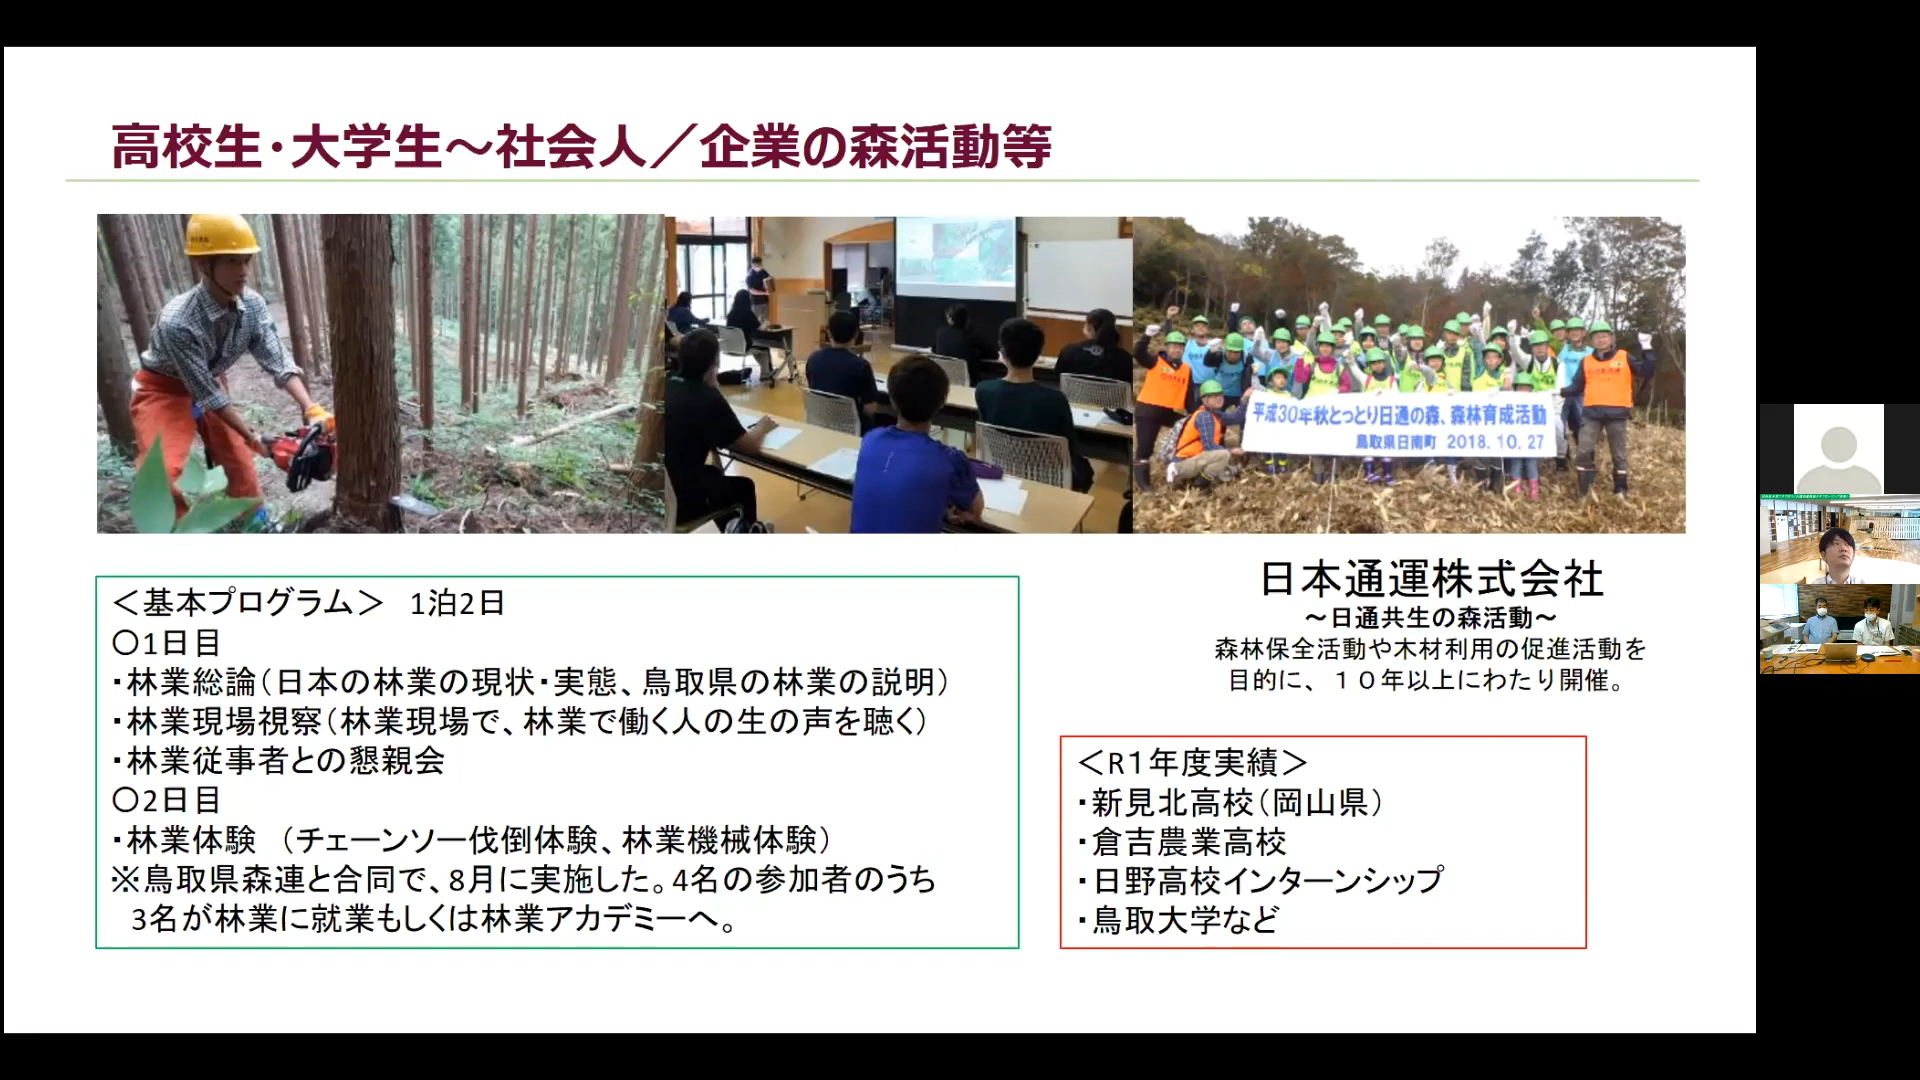 高校生・大学生～社会人／企業の森活動等
平成30年秋とっとり日通の森、森林育成活動
鳥取県日南町 2018.10.27
＜基本プログラム＞ 1泊2日
〇1日目
・林業総論（日本の林業の現状・実態、鳥取県の林業の説明）
・林業現場視察（林業現場で、林業で働く人の生の声を聴く）
・林業従事者との懇親会
〇2日目
・林業体験 （チェーンソー伐倒体験、林業機械体験）
※鳥取県森連と合同で、8月に実施した。4名の参加者のうち
3名が林業に就業もしくは林業アカデミーへ。
日本通運株式会社
～日通共生の森活動～
森林保全活動や木材利用の促進活動を
目的に、１０年以上にわたり開催。
＜R１年度実績＞
・新見北高校（岡山県）
・倉吉農業高校
・日野高校インターンシップ
・鳥取大学など